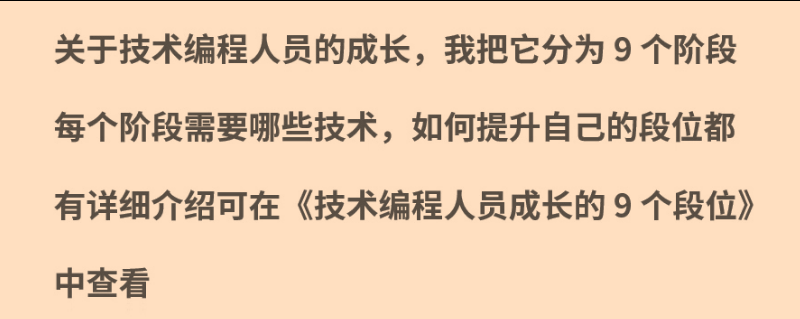 关于技术编程人员的成长，我把它分为 9 个阶段
每个阶段需要哪些技术，如何提升自己的段位都
有详细介绍可在《技术编程人员成长的 9 个段位》
中查看